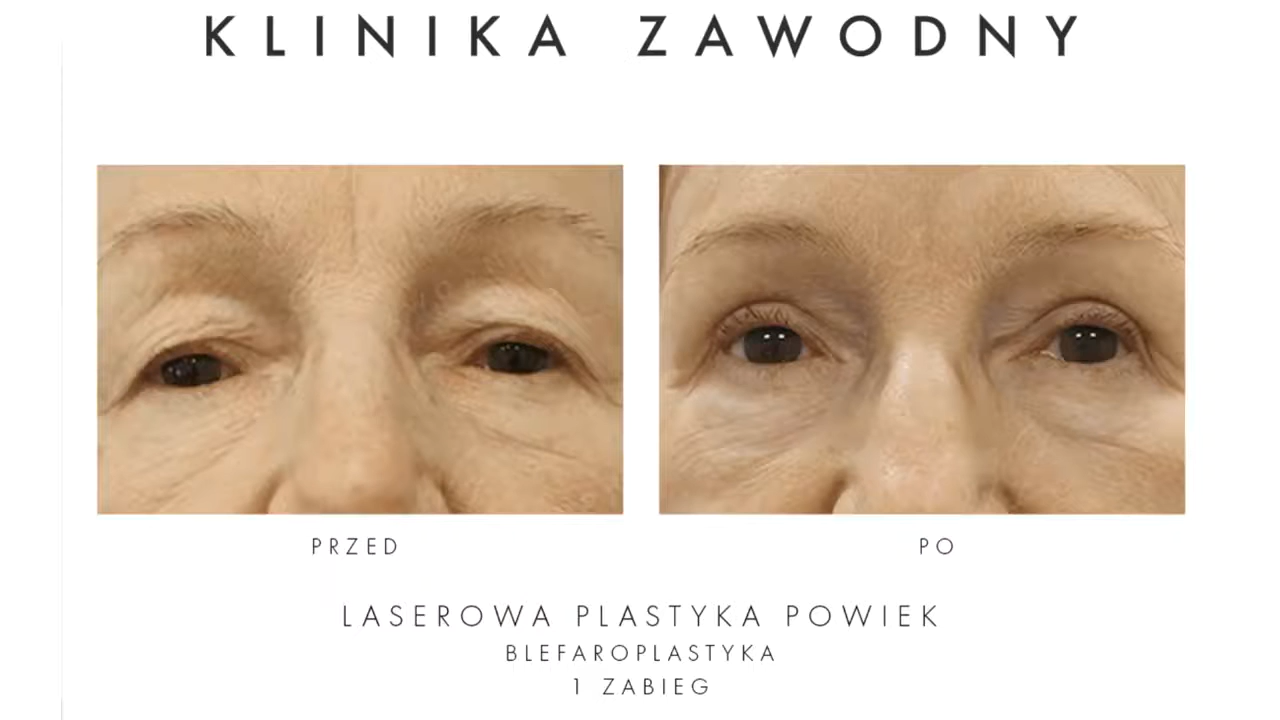 KLINIKA ZAWODNY
PRZED
PO
LASEROWA PLASTYKA POWIEK
BLEFAROPLASTYKA
1 ZABIEG